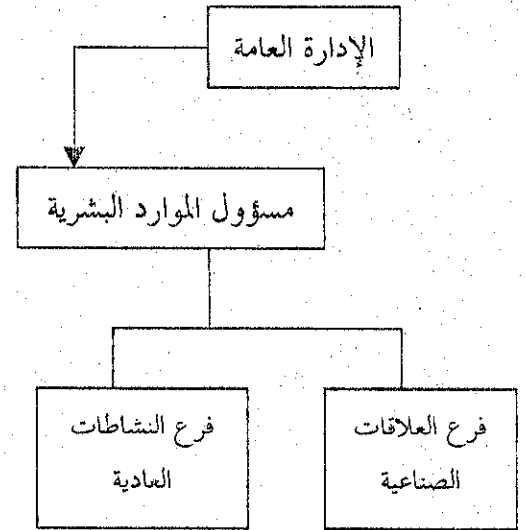 الإدارة العامة
مسؤول الموارد البشرية
فرع العلاقات
الصناعية
فرع النشاطات
العادية